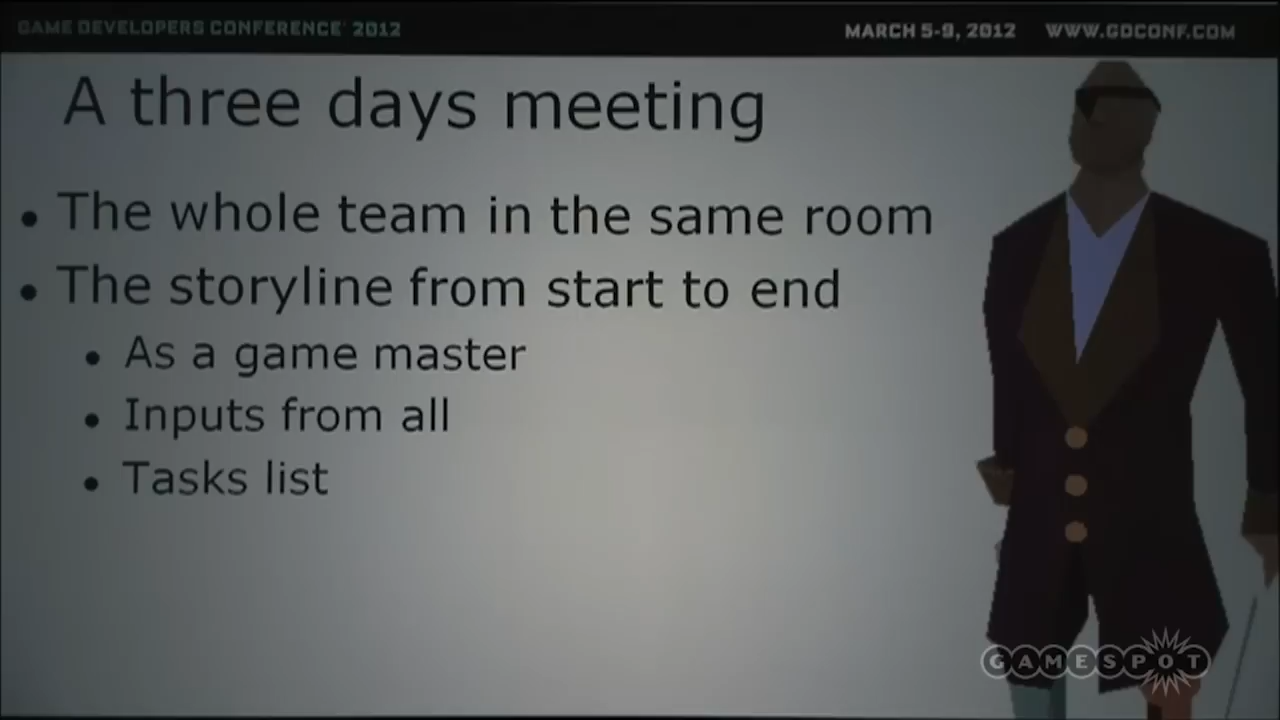 GAME DEVELOPERS CONFERENCE® 2012
MARCH 5-9, 2012 WWW.GDCONF.COM
A three days meeting
• The whole team in the same room
• The storyline from start to end
• As a game master
• Inputs from all
• Tasks list
GAMESPOT